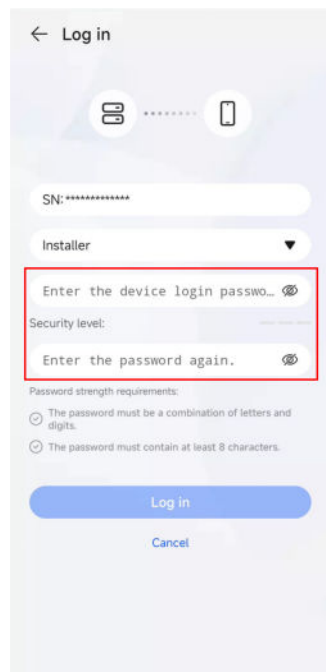 Log in
SN:*************
Installer
Enter the device login passwo...
Security level:
Enter the password again.
Password strength requirements:
The password must be a combination of letters and
digits.
The password must contain at least 8 characters.
Log in
Cancel